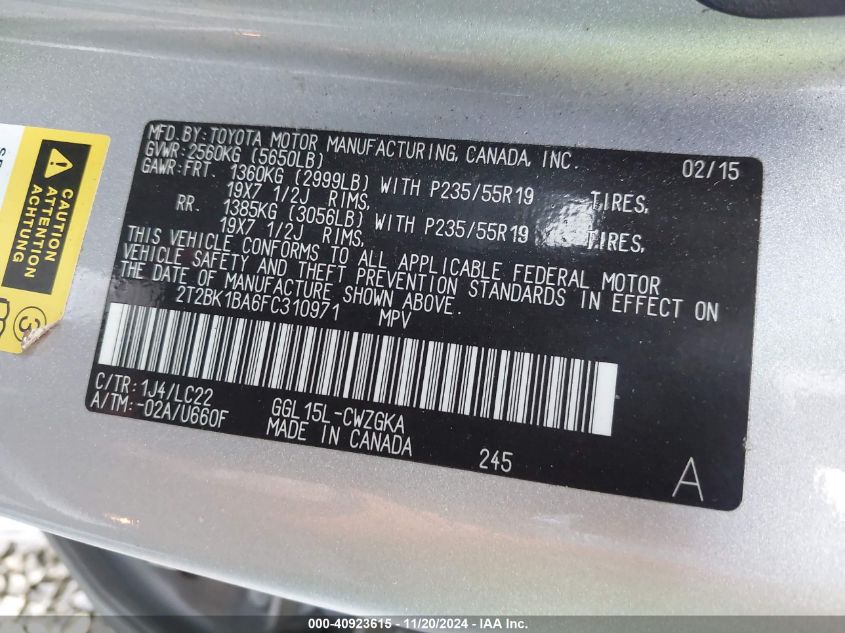 MFD. BY: TOYOTA MOTOR MANUFACTURING, CANADA, INC. 02/15
GVWR: 2560KG (5650LB)
GAWR: FRT. 1360KG (2999LB) WITH P235/55R19 TIRES,
19X7 1/2J RIMS,
RR. 1385KG (3056LB) WITH P235/55R19 TIRES,
19X7 1/2J RIMS,
THIS VEHICLE CONFORMS TO ALL APPLICABLE FEDERAL MOTOR
VEHICLE SAFETY AND THEFT PREVENTION STANDARDS IN EFFECT ON
THE DATE OF MANUFACTURE SHOWN ABOVE.
2T2BK1BA6FC310971 MPV
C/TR: 1J4/LC22
A/TM: -02A/U660F
GGL15L-CWZGKA
MADE IN CANADA
245
A
CAUTION
ATTENTION
ACHTUNG
3
000-40923615 - 11/20/2024 - IAA Inc.